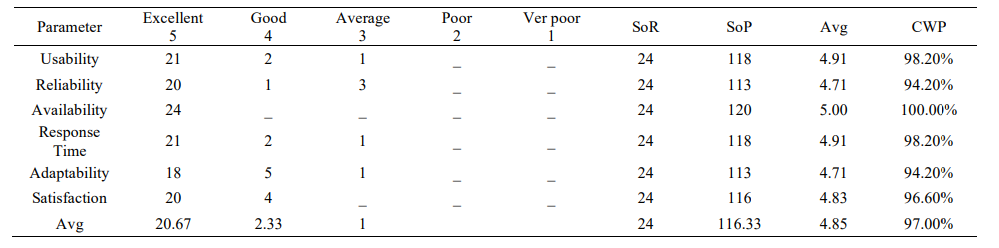 Parameter Excellent 5 Good 4 Average 3 Poor 2 Ver poor 1 SoR SoP Avg CWP
Usability 21 2 1 _ _ 24 118 4.91 98.20%
Reliability 20 1 3 _ _ 24 113 4.71 94.20%
Availability 24 _ _ _ _ 24 120 5.00 100.00%
Response Time 21 2 1 _ _ 24 118 4.91 98.20%
Adaptability 18 5 1 _ _ 24 113 4.71 94.20%
Satisfaction 20 4 _ _ _ 24 116 4.83 96.60%
Avg 20.67 2.33 1 24 116.33 4.85 97.00%